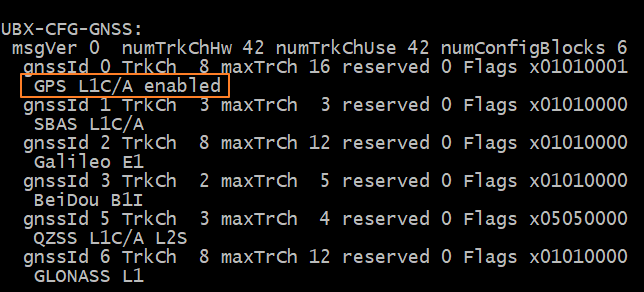 UBX-CFG-GNSS:
msgVer 0 numTrkChHw 42 numTrkChUse 42 numConfigBlocks 6
gnssId 0 TrkCh 8 maxTrCh 16 reserved 0 Flags x01010001
GPS L1C/A enabled
gnssId 1 TrkCh 3 maxTrCh 3 reserved 0 Flags x01010000
SBAS L1C/A
gnssId 2 TrkCh 8 maxTrCh 12 reserved 0 Flags x01010000
Galileo E1
gnssId 3 TrkCh 2 maxTrCh 5 reserved 0 Flags x01010000
BeiDou B1I
gnssId 5 TrkCh 3 maxTrCh 4 reserved 0 Flags x05050000
QZSS L1C/A L2S
gnssId 6 TrkCh 8 maxTrCh 12 reserved 0 Flags x01010000
GLONASS L1